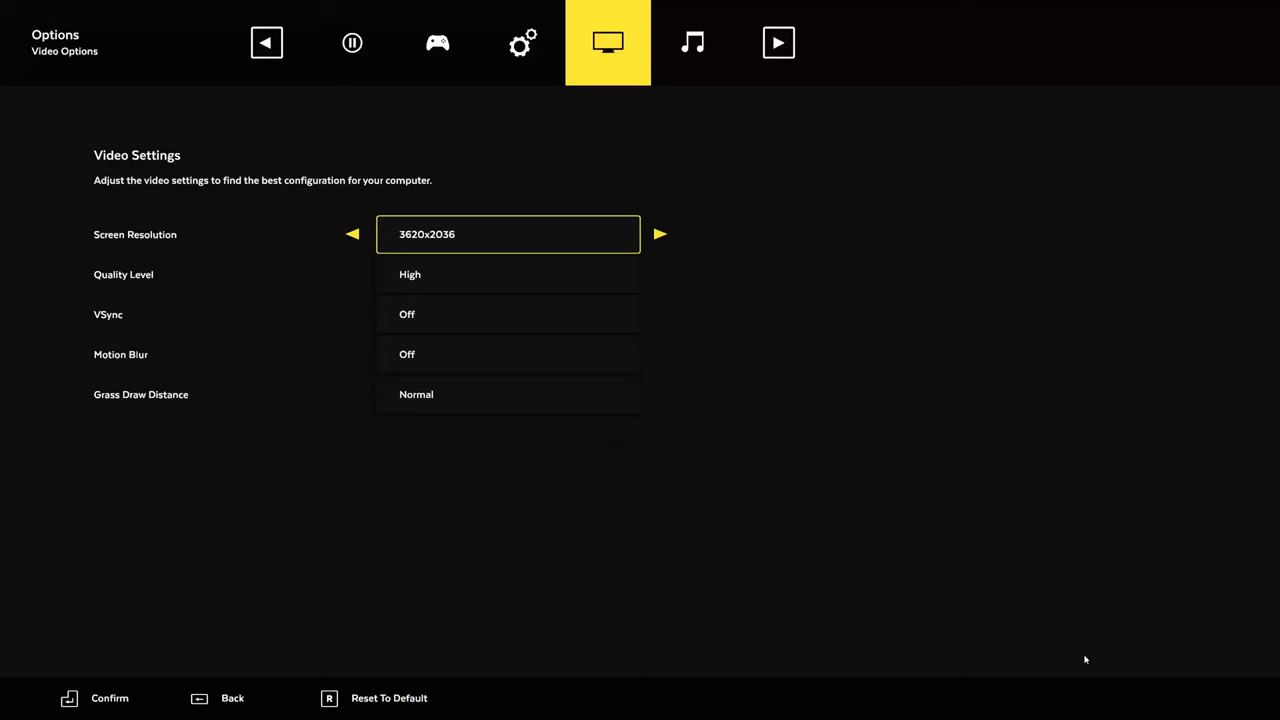 Options
Video Options
Video Settings
Adjust the video settings to find the best configuration for your computer.
Screen Resolution 3620x2036
Quality Level High
VSync Off
Motion Blur Off
Grass Draw Distance Normal
Confirm Back R Reset To Default